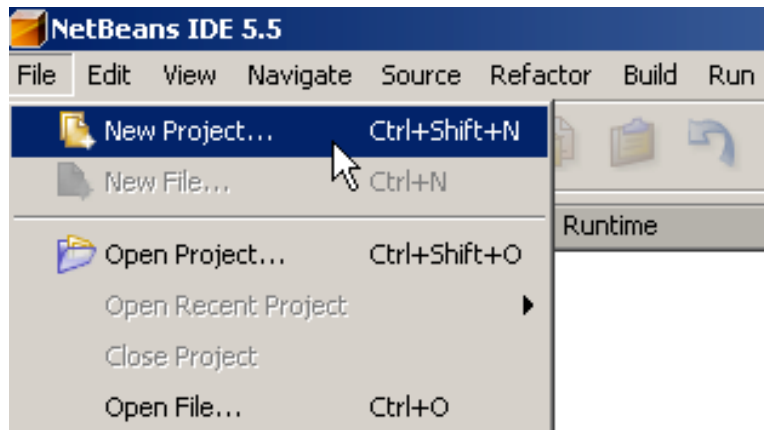 NetBeans IDE 5.5
File Edit View Navigate Source Refactor Build Run
New Project... Ctrl+Shift+N
New File... Ctrl+N
Runtime
Open Project... Ctrl+Shift+O
Open Recent Project
Close Project
Open File... Ctrl+O